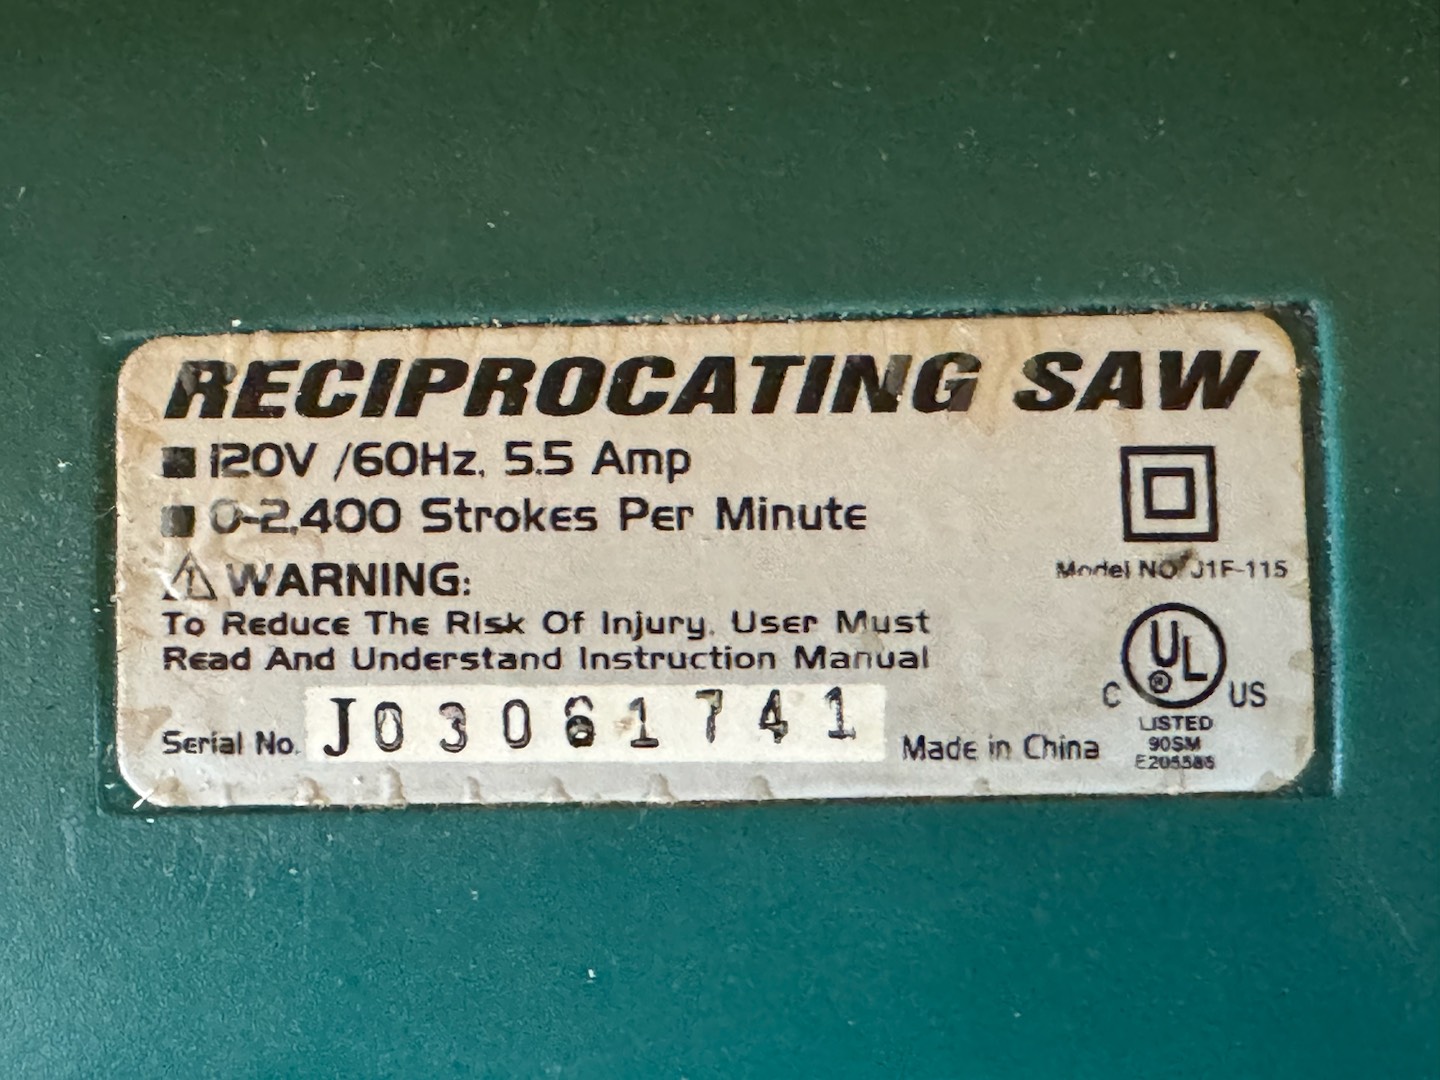 RECIPROCATING SAW
■ 120V /60Hz, 5.5 Amp
■ 0-2,400 Strokes Per Minute
⚠ WARNING:
To Reduce The Risk Of Injury, User Must
Read And Understand Instruction Manual
Serial No. J03061741
Made in China
Model NO. J1F-115
C UL® US
LISTED
90SM